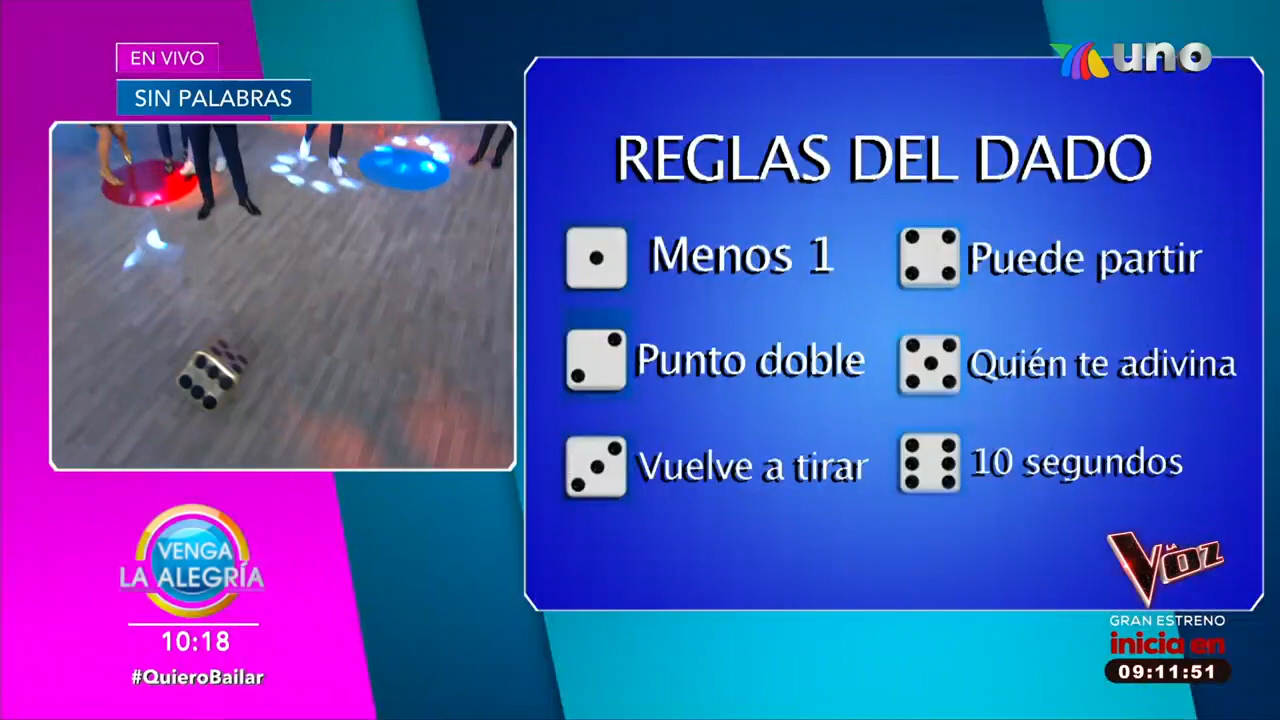 EN VIVO
SIN PALABRAS
uno
REGLAS DEL DADO
Menos 1
Puede partir
Punto doble
Quién te adivina
Vuelve a tirar
10 segundos
VENGA
LA ALEGRÍA
10:18
#QuieroBailar
LA
VOZ
GRAN ESTRENO
inicia en
09:11:51